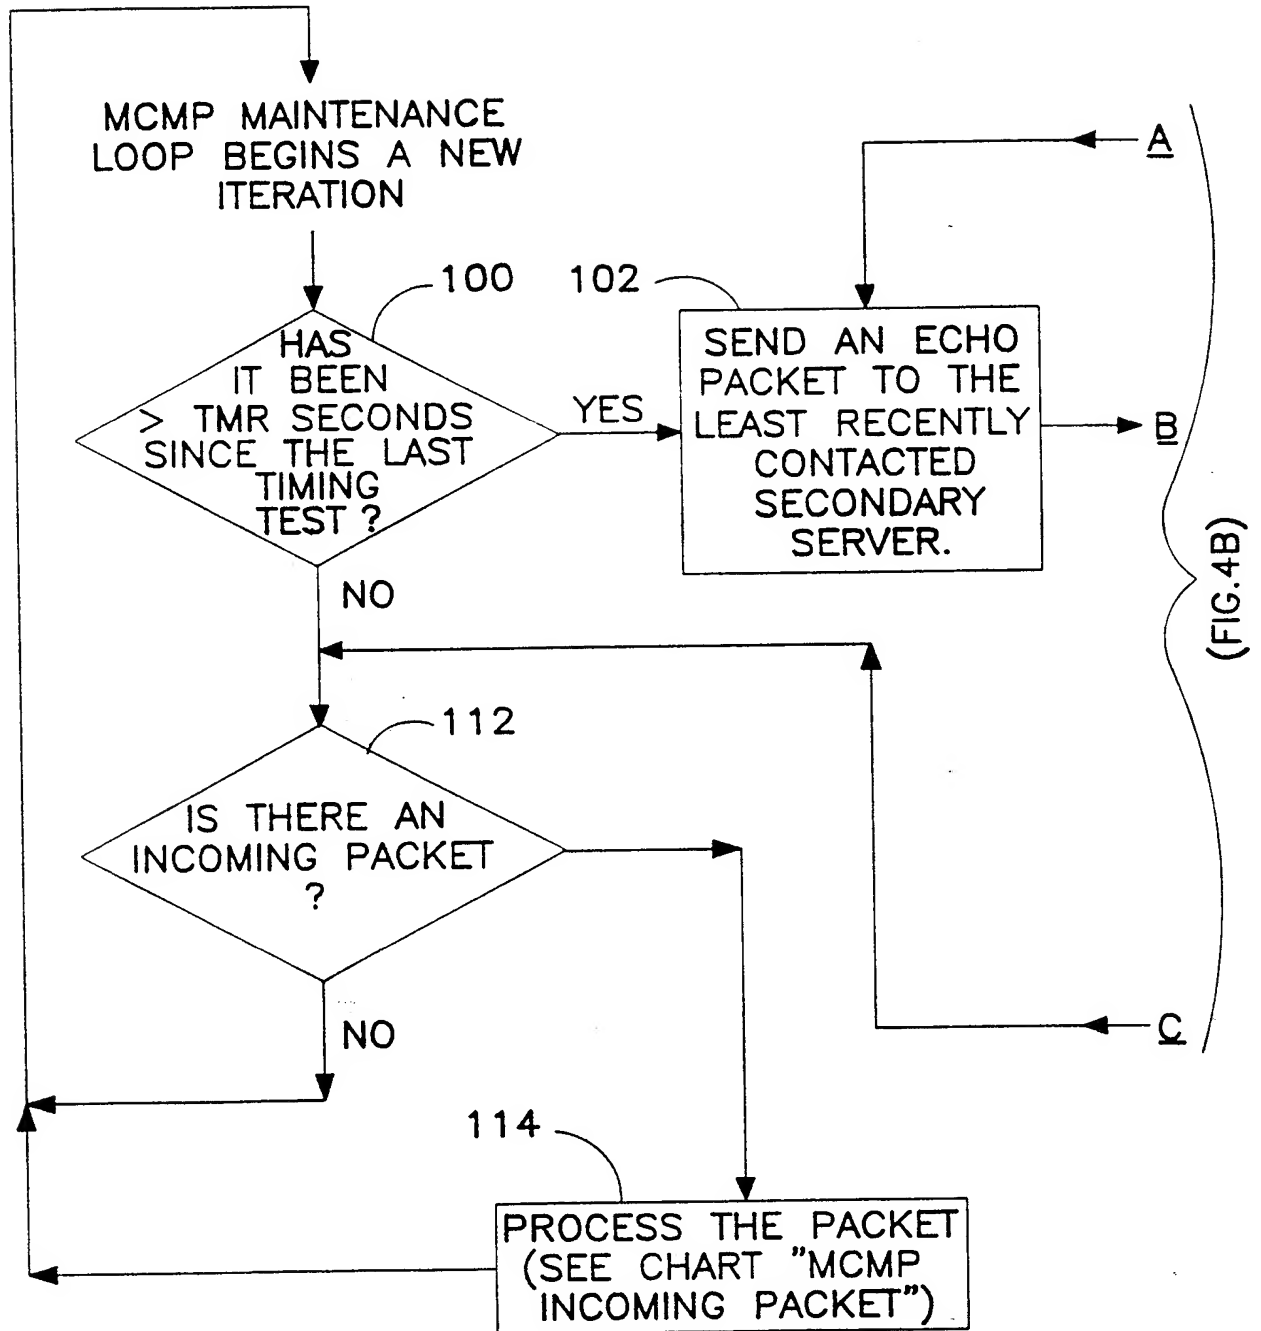 MCMP MAINTENANCE
LOOP BEGINS A NEW
ITERATION
A
100
102
HAS
IT BEEN
> TMR SECONDS
SINCE THE LAST
TIMING
TEST?
YES
SEND AN ECHO
PACKET TO THE
LEAST RECENTLY
CONTACTED
SECONDARY
SERVER.
B
(FIG.4B)
NO
112
IS THERE AN
INCOMING PACKET
?
NO
C
114
PROCESS THE PACKET
(SEE CHART "MCMP
INCOMING PACKET")